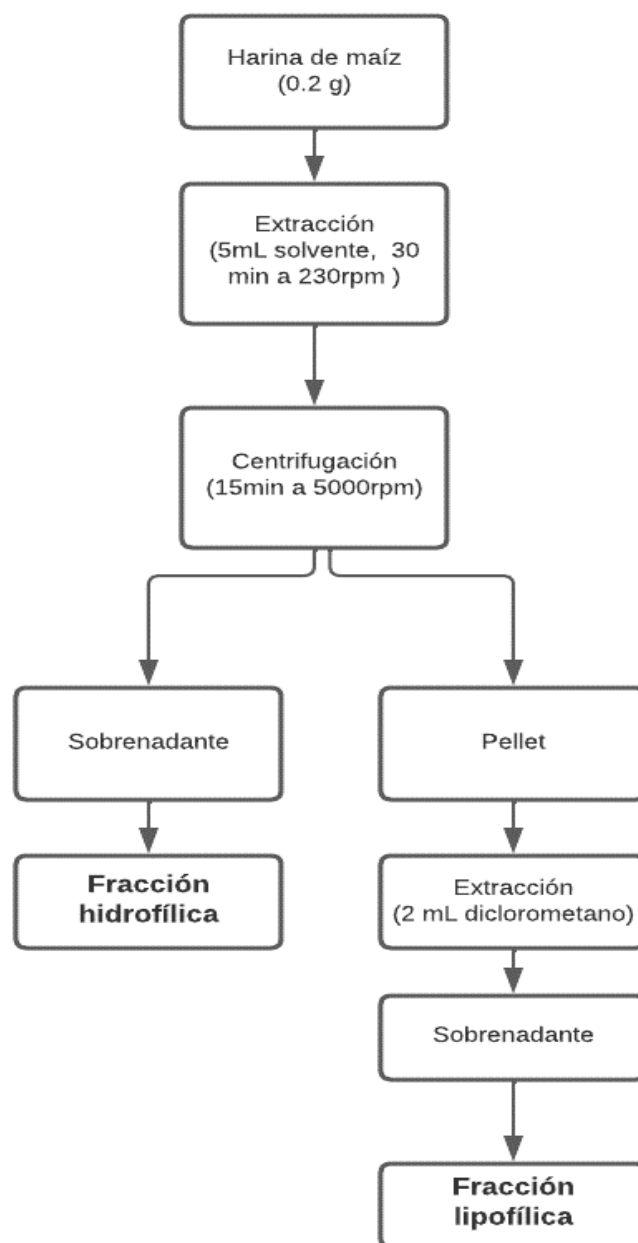 Harina de maíz
(0.2 g)
Extracción
(5mL solvente, 30
min a 230rpm )
Centrifugación
(15min a 5000rpm)
Sobrenadante
Pellet
Fracción
hidrofílica
Extracción
(2 mL diclorometano)
Sobrenadante
Fracción
lipofílica